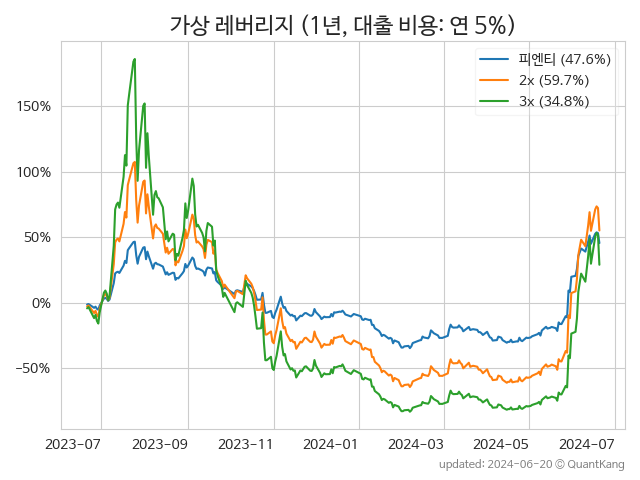 가상 레버리지 (1년, 대출 비용: 연 5%)
피엔티 (47.6%)
2x (59.7%)
3x (34.8%)
150%
100%
50%
0%
−50%
2023-07 2023-09 2023-11 2024-01 2024-03 2024-05 2024-07
updated: 2024-06-20 © QuantKang